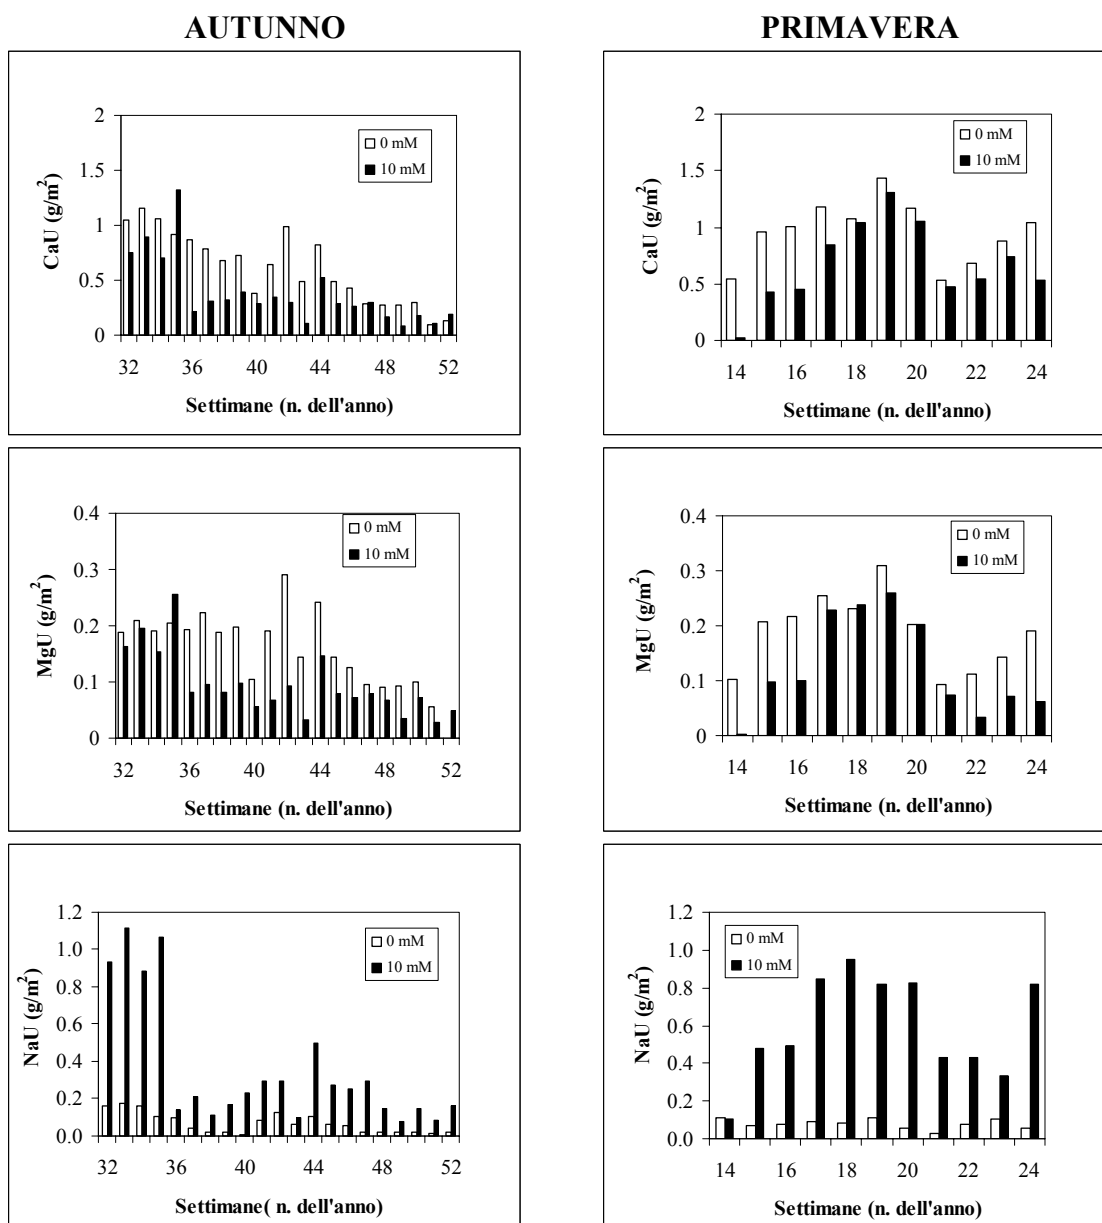 AUTUNNO
PRIMAVERA
CaU (g/m²)
2
1.5
1
0.5
0
0 mM
10 mM
32 36 40 44 48 52
Settimane (n. dell'anno)
CaU (g/m²)
2
1.5
1
0.5
0
0 mM
10 mM
14 16 18 20 22 24
Settimane (n. dell'anno)
MgU (g/m²)
0.4
0.3
0.2
0.1
0
0 mM
10 mM
32 36 40 44 48 52
Settimane (n. dell'anno)
MgU (g/m²)
0.4
0.3
0.2
0.1
0
0 mM
10 mM
14 16 18 20 22 24
Settimane (n. dell'anno)
NaU (g/m²)
1.2
1.0
0.8
0.6
0.4
0.2
0.0
0 mM
10 mM
32 36 40 44 48 52
Settimane( n. dell'anno)
NaU (g/m²)
1.2
1.0
0.8
0.6
0.4
0.2
0.0
0 mM
10 mM
14 16 18 20 22 24
Settimane (n. dell'anno)